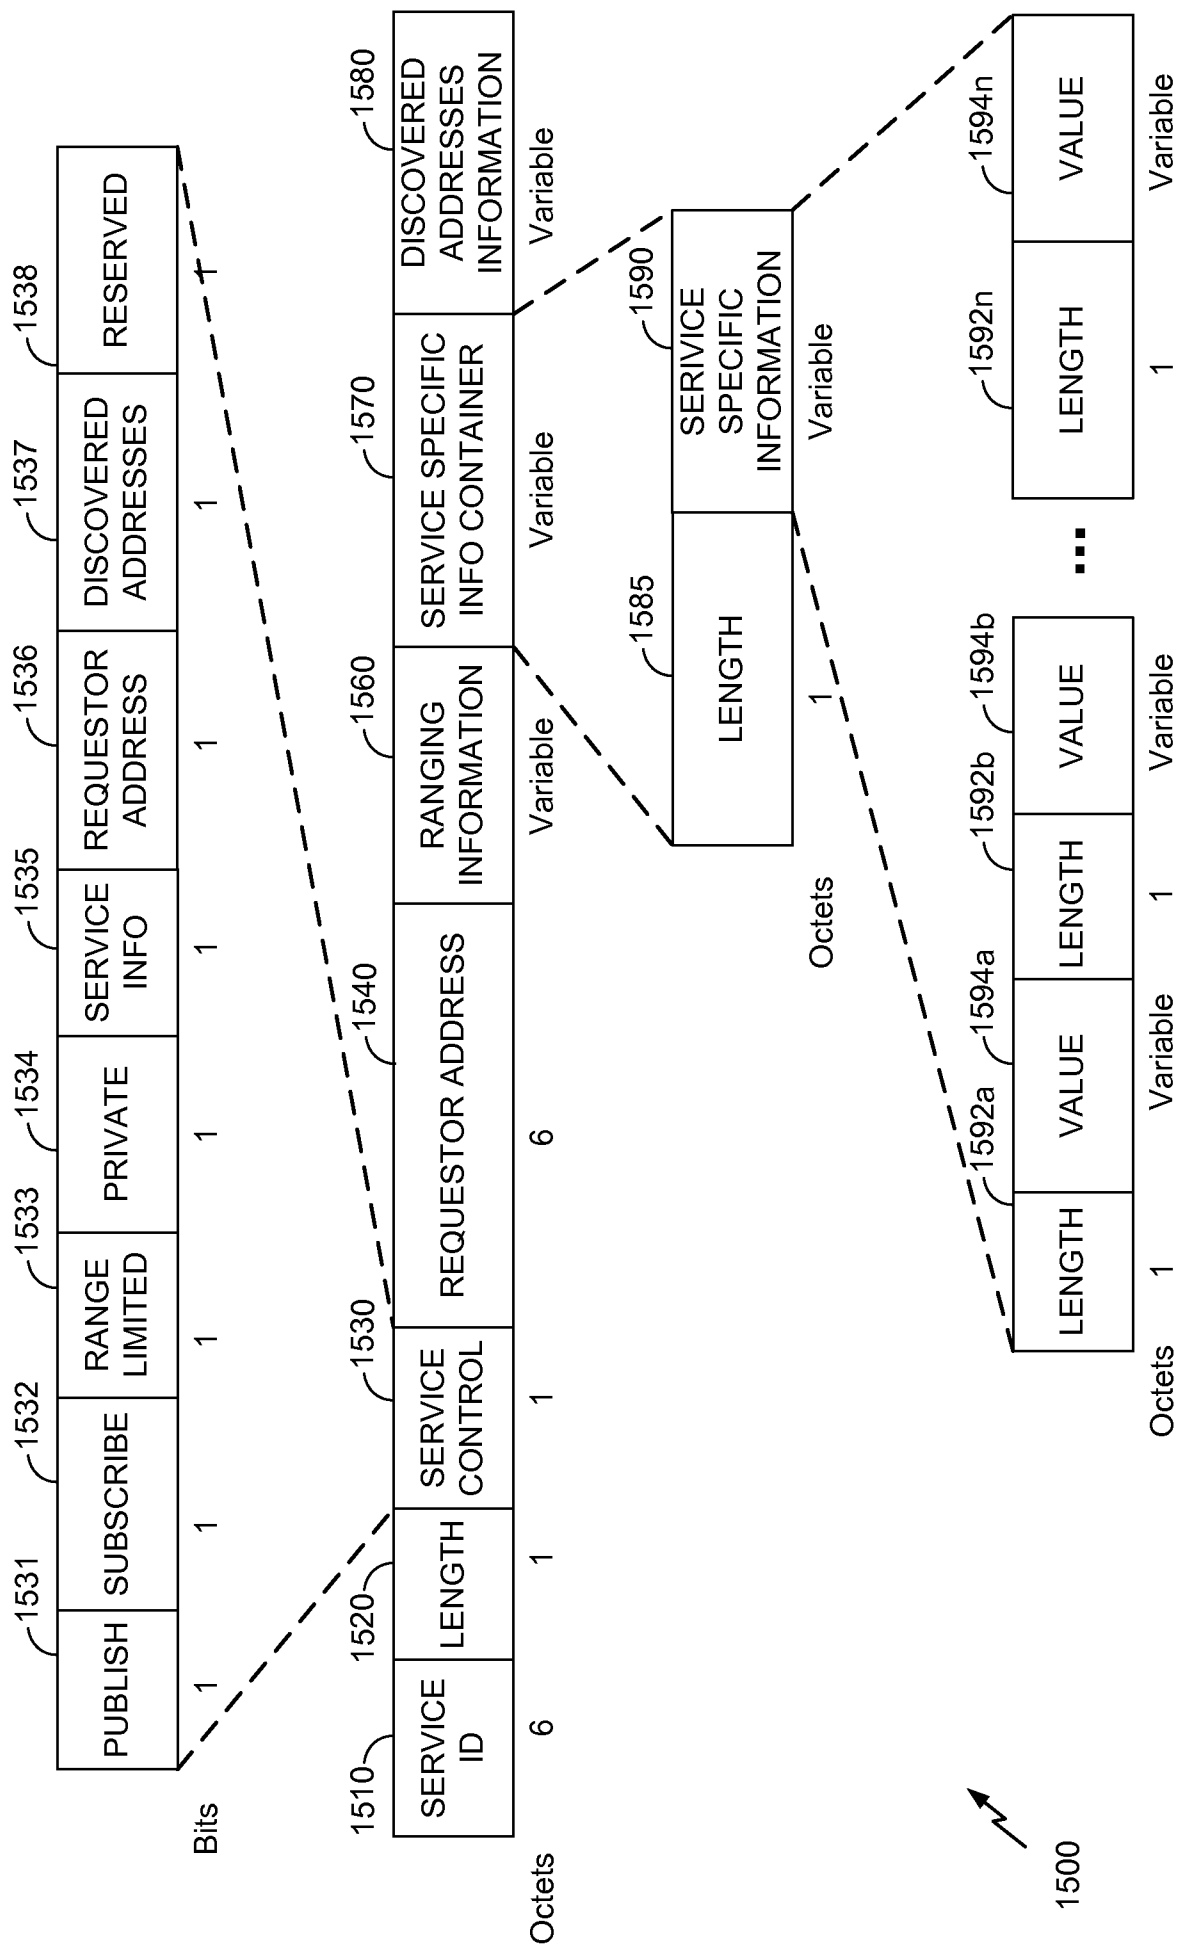 1531
1532
1533
1534
1535
1536
1537
1538
PUBLISH
SUBSCRIBE
RANGE
LIMITED
PRIVATE
SERVICE
INFO
REQUESTOR
ADDRESS
DISCOVERED
ADDRESSES
RESERVED
Bits
1
1
1
1
1
1
1
1
1510
1520
1530
1540
1560
1570
1580
SERVICE
ID
LENGTH
SERVICE
CONTROL
REQUESTOR ADDRESS
RANGING
INFORMATION
SERVICE SPECIFIC
INFO CONTAINER
DISCOVERED
ADDRESSES
INFORMATION
Octets
6
1
1
6
Variable
Variable
Variable
1585
1590
LENGTH
SERIVICE
SPECIFIC
INFORMATION
Octets
1
Variable
1592a
1594a
1592b
1594b
1592n
1594n
LENGTH
VALUE
LENGTH
VALUE
...
LENGTH
VALUE
Octets
1
Variable
1
Variable
1
Variable
1500